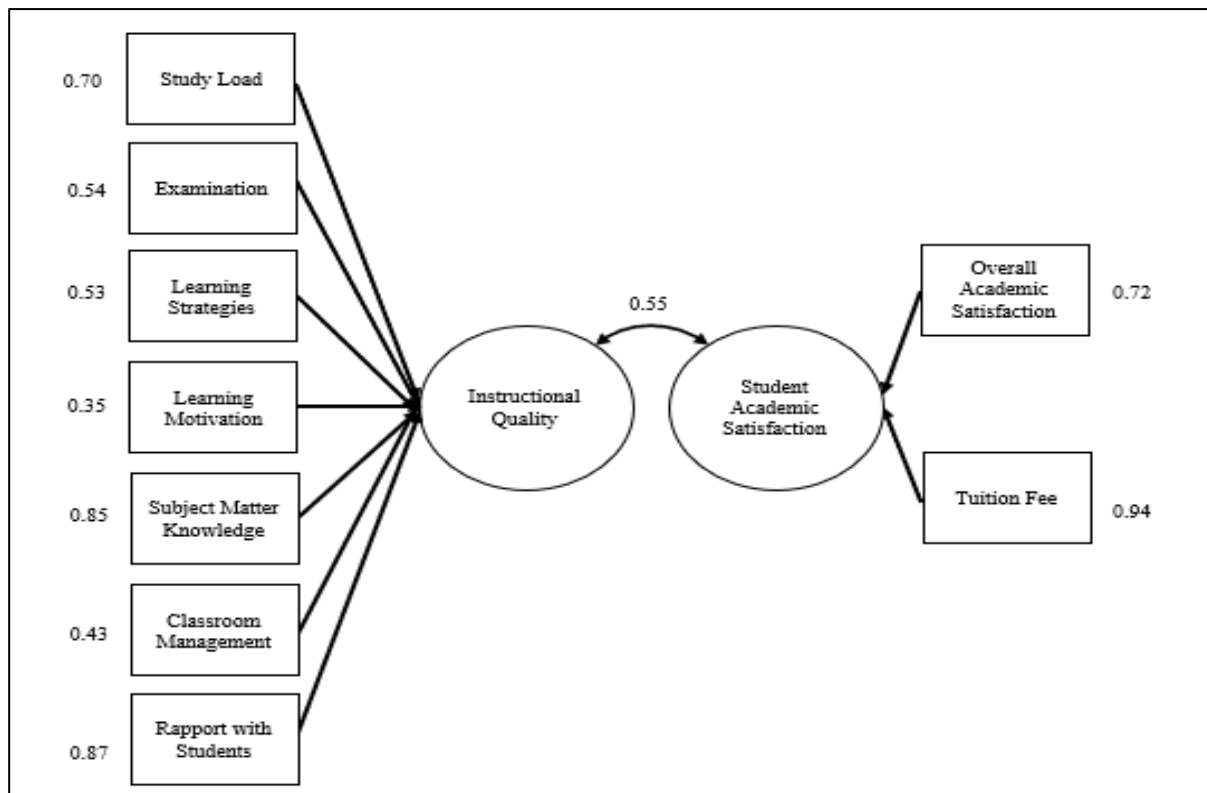 0.70
Study Load
0.54
Examination
0.53
Learning
Strategies
0.35
Learning
Motivation
0.85
Subject Matter
Knowledge
0.43
Classroom
Management
0.87
Rapport with
Students
Instructional
Quality
0.55
Student
Academic
Satisfaction
Overall
Academic
Satisfaction
0.72
Tuition Fee
0.94